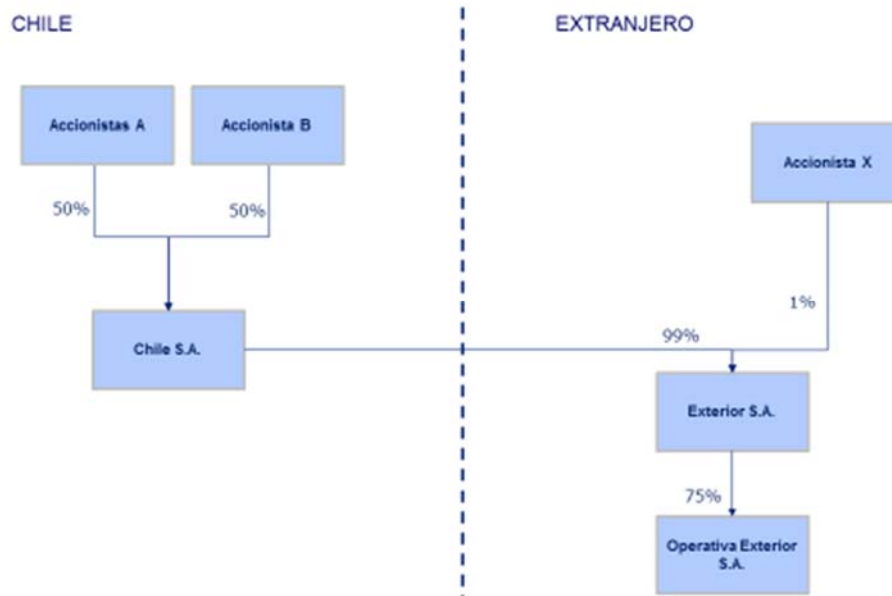 CHILE
EXTRANJERO
Accionistas A
Accionista B
Accionista X
50%
50%
1%
99%
Chile S.A.
Exterior S.A.
75%
Operativa Exterior
S.A.